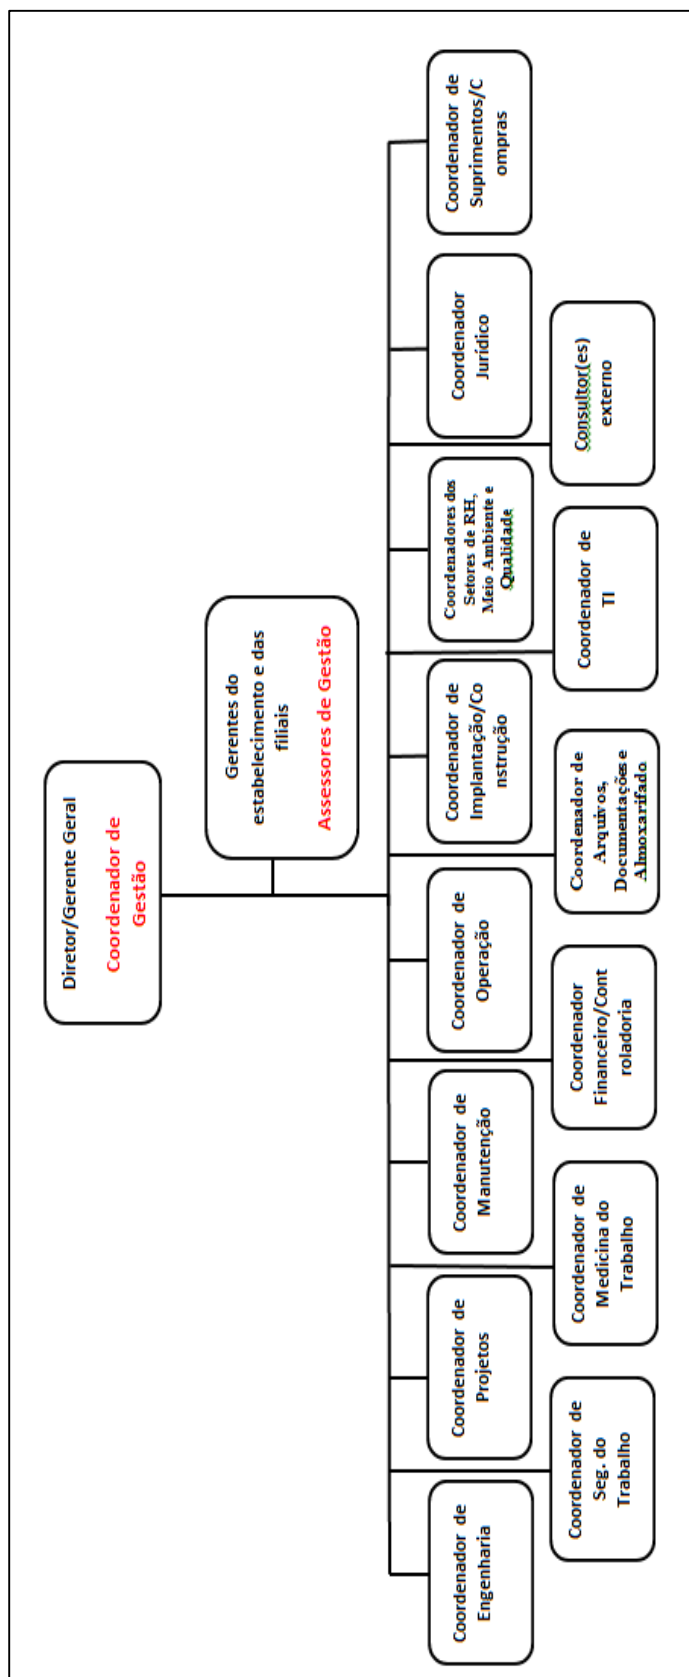 Diretor/Gerente Geral
Coordenador de
Gestão
Gerentes do
estabelecimento e das
filiais
Assessores de Gestão
Coordenador de
Engenharia
Coordenador de
Projetos
Coordenador de
Manutenção
Coordenador de
Operação
Coordenador de
Implantação/Co
nstrução
Coordenadores dos
Setores de RH,
Meio Ambiente e
Qualidade
Coordenador
Jurídico
Coordenador de
Suprimentos/C
ompras
Coordenador de
Seg. do
Trabalho
Coordenador de
Medicina do
Trabalho
Coordenador
Financeiro/Cont
roladoria
Coordenador de
Arquivos,
Documentações e
Almoxarifado
Coordenador de
TI
Consultor(es)
externo